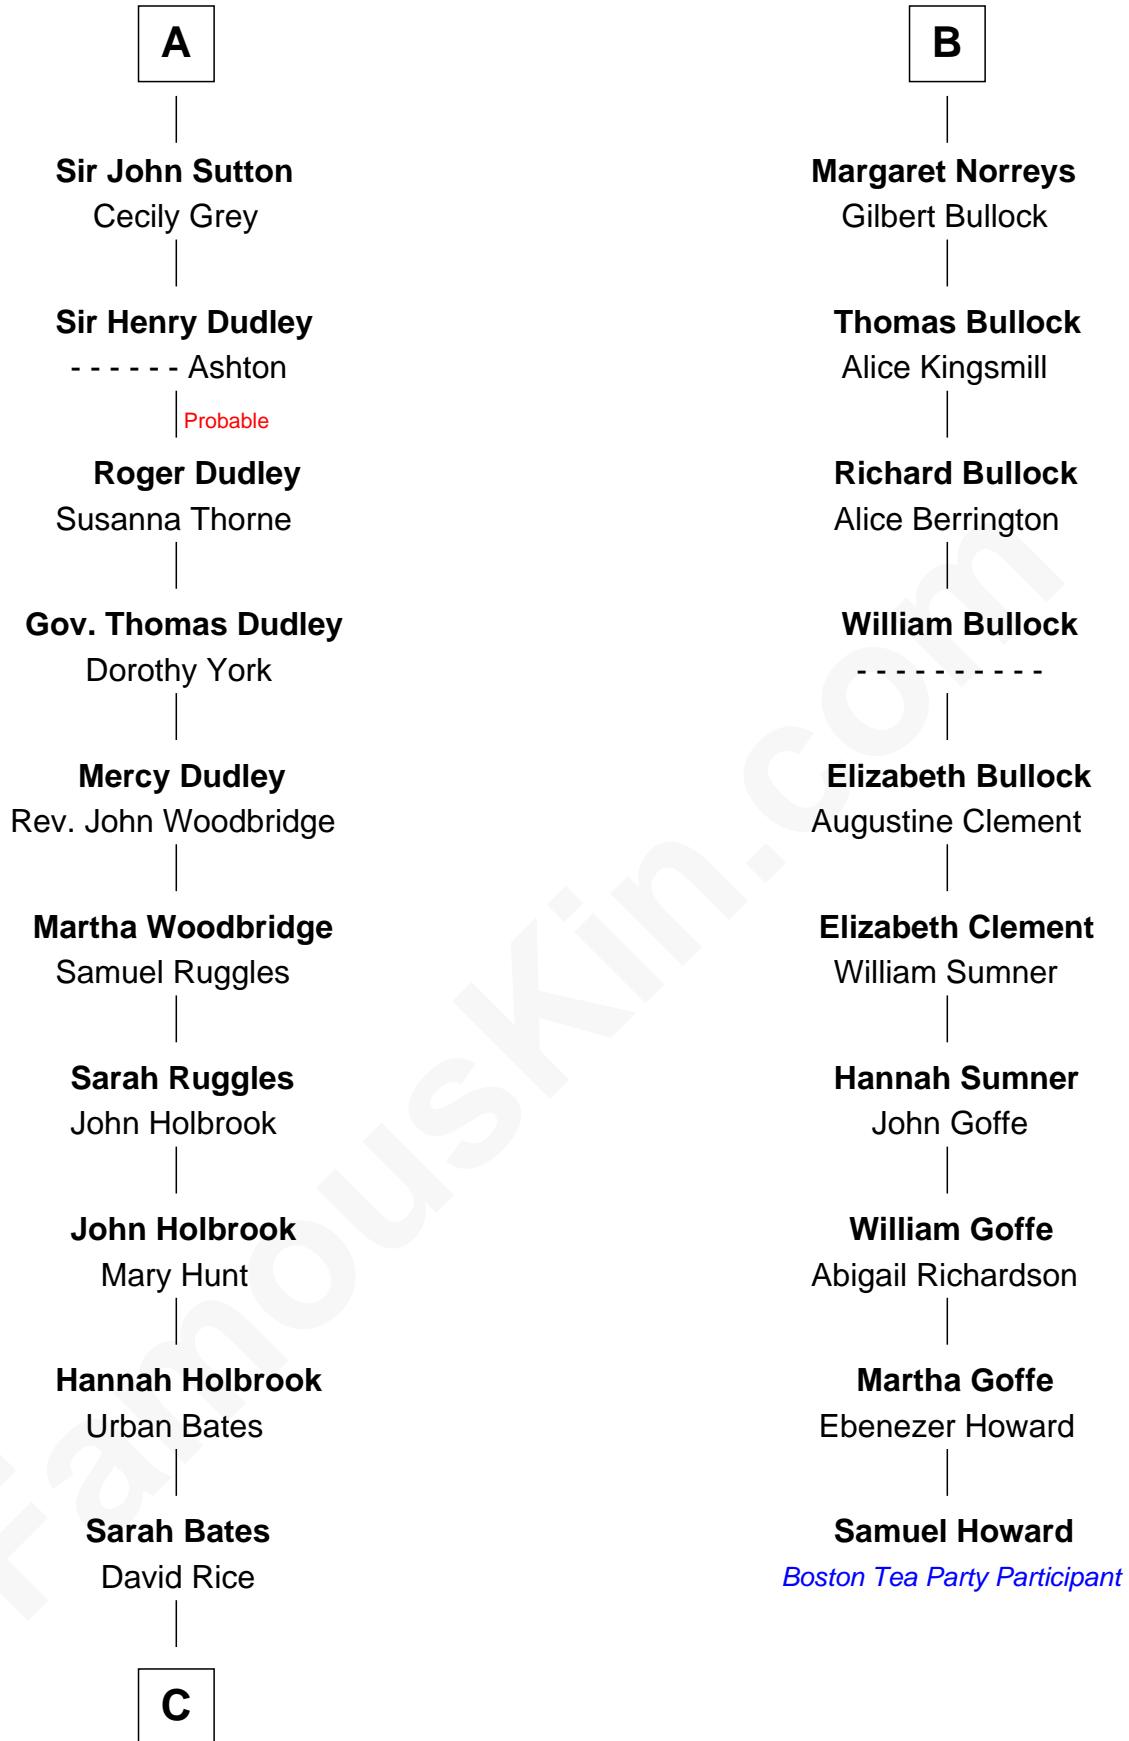 A
Sir John Sutton
Cecily Grey
Sir Henry Dudley
- - - - - - Ashton
Probable
Roger Dudley
Susanna Thorne
Gov. Thomas Dudley
Dorothy York
Mercy Dudley
Rev. John Woodbridge
Martha Woodbridge
Samuel Ruggles
Sarah Ruggles
John Holbrook
John Holbrook
Mary Hunt
Hannah Holbrook
Urban Bates
Sarah Bates
David Rice
C
B
Margaret Norreys
Gilbert Bullock
Thomas Bullock
Alice Kingsmill
Richard Bullock
Alice Berrington
William Bullock
- - - - - - - - - -
Elizabeth Bullock
Augustine Clement
Elizabeth Clement
William Sumner
Hannah Sumner
John Goffe
William Goffe
Abigail Richardson
Martha Goffe
Ebenezer Howard
Samuel Howard
Boston Tea Party Participant
FamousKin.com